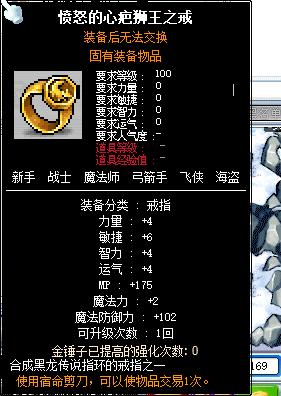 愤怒的心疤狮王之戒
装备后无法交换
固有装备物品
要求等级： 100
要求力量： 0
要求敏捷： 0
要求智力： 0
要求运气： 0
要求人气度：-
道具等级： -
道具经验值： -
新手 战士 魔法师 弓箭手 飞侠 海盗
装备分类 : 戒指
力量 : +4
敏捷 : +6
智力 : +4
运气 : +4
MP : +175
魔法力 : +2
魔法防御力 : +102
可升级次数 : 1回
金锤子已提高的强化次数: 0
合成黑龙传说指环的戒指之一
使用宿命剪刀，可以使物品交易1次。
169